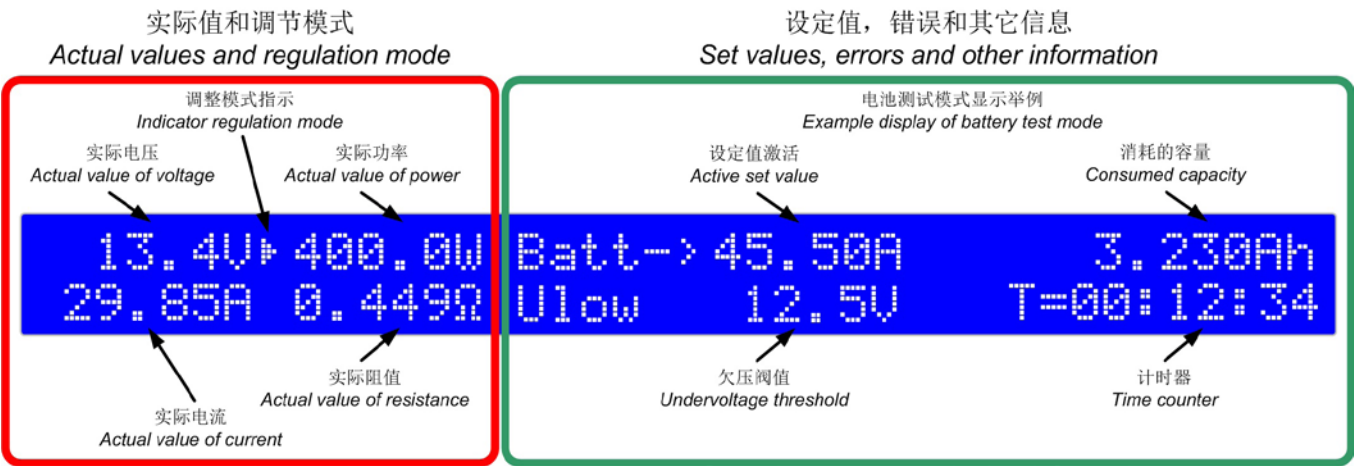 实际值和调节模式
Actual values and regulation mode
设定值，错误和其它信息
Set values, errors and other information
调整模式指示
Indicator regulation mode
实际电压
Actual value of voltage
实际功率
Actual value of power
电池测试模式显示举例
Example display of battery test mode
设定值激活
Active set value
消耗的容量
Consumed capacity
13.4V▸400.0W Batt->45.50A 3.230Ah
29.85A 0.449Ω Ulow 12.5V T=00:12:34
实际阻值
Actual value of resistance
实际电流
Actual value of current
欠压阀值
Undervoltage threshold
计时器
Time counter